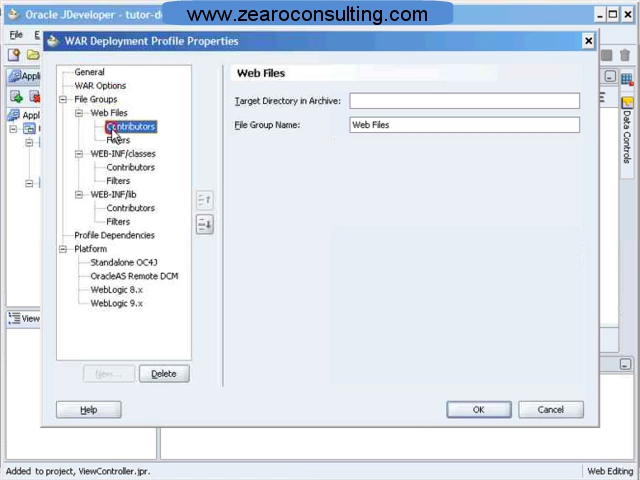 Oracle JDeveloper - tutor-d
www.zearoconsulting.com
File E
WAR Deployment Profile Properties
Appli
Appl
General
WAR Options
File Groups
Web Files
Contributors
Filters
WEB-INF/classes
Contributors
Filters
WEB-INF/lib
Contributors
Filters
Profile Dependencies
Platform
Standalone OC4J
OracleAS Remote DCM
WebLogic 8.x
WebLogic 9.x
New...
Delete
Web Files
Target Directory in Archive:
File Group Name: Web Files
Data Controls
View
Help
OK
Cancel
Added to project, ViewController.jpr.
Web Editing